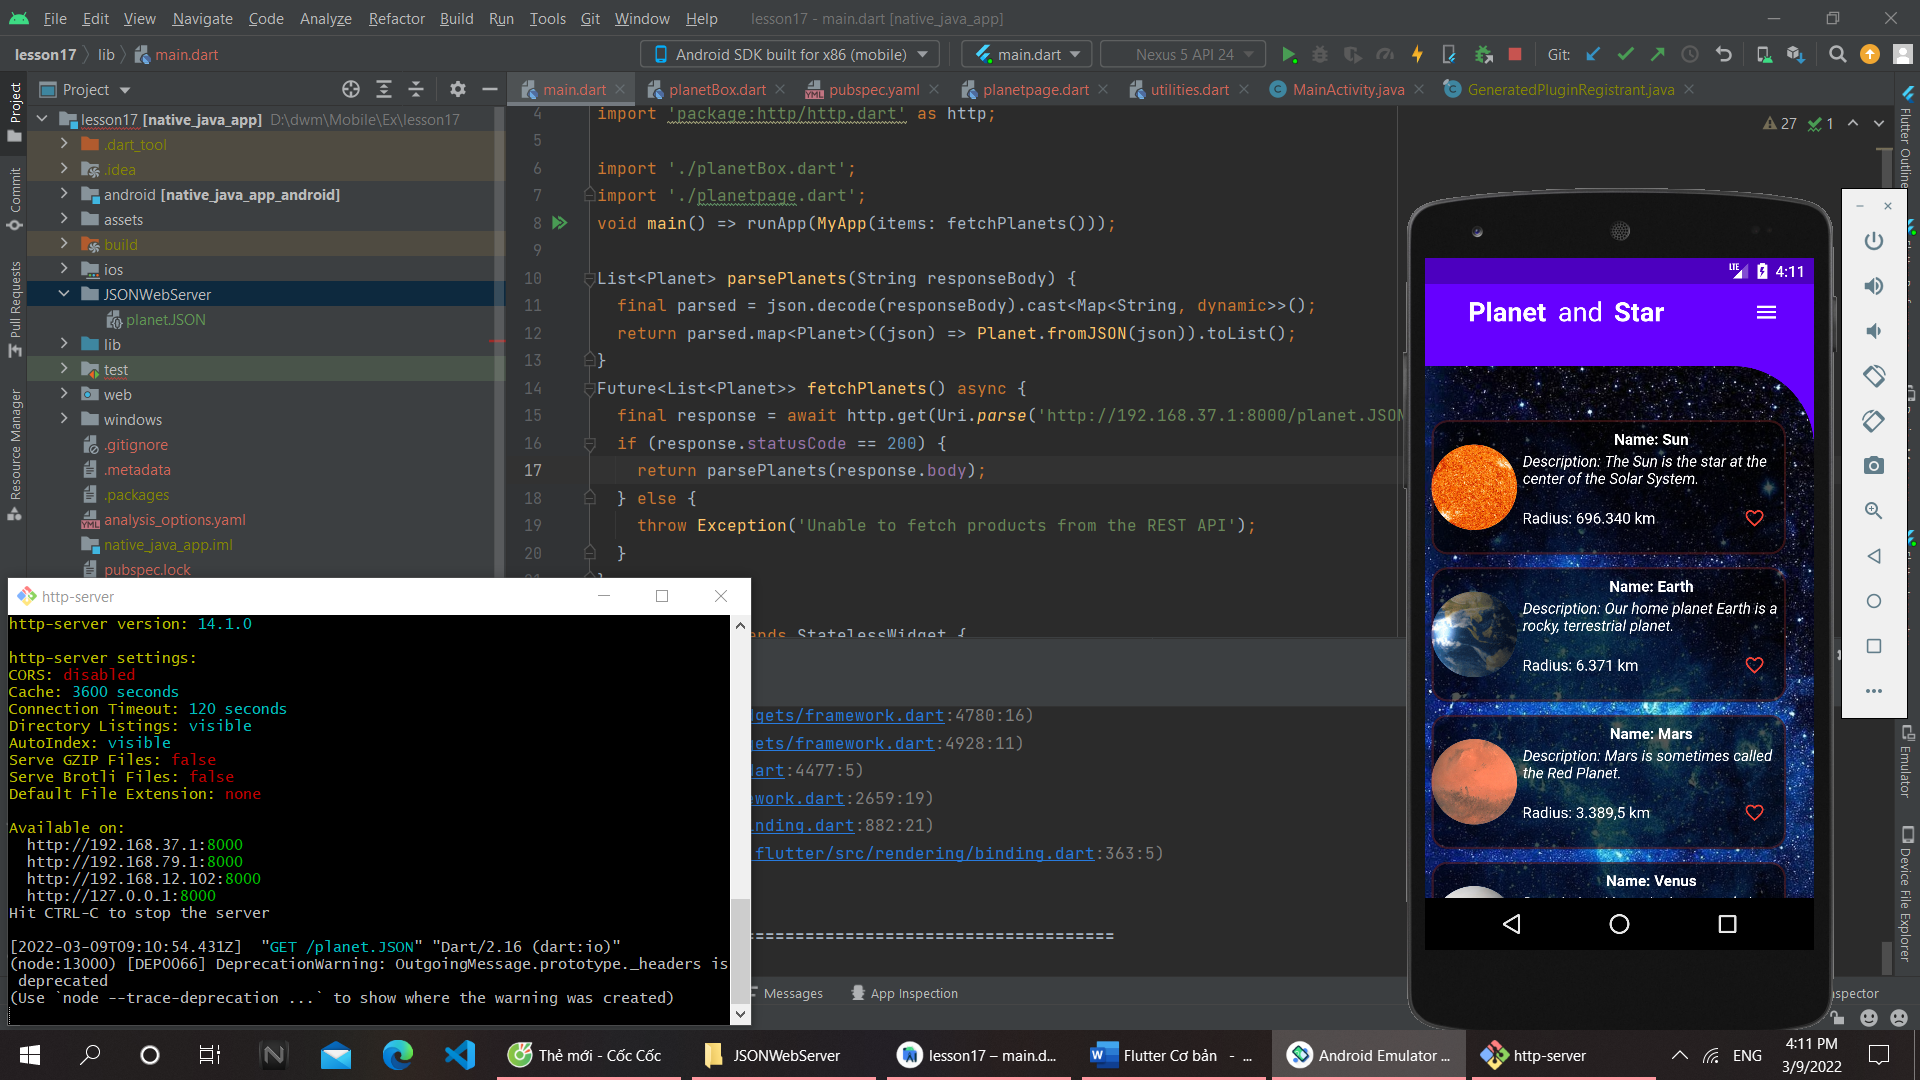 File Edit View Navigate Code Analyze Refactor Build Run Tools Git Window Help lesson17 - main.dart [native_java_app]
lesson17 lib main.dart
Android SDK built for x86 (mobile) main.dart Nexus 5 API 24 Git:
Project
main.dart planetBox.dart pubspec.yaml planetpage.dart utilities.dart MainActivity.java GeneratedPluginRegistrant.java
Project
Commit
Pull Requests
Resource Manager
lesson17 [native_java_app] D:\dwm\Mobile\Ex\lesson17
.dart_tool
.idea
android [native_java_app_android]
assets
build
ios
JSONWebServer
planetJSON
lib
test
web
windows
.gitignore
.metadata
.packages
analysis_options.yaml
native_java_app.iml
pubspec.lock
27 1
4 import 'package:http/http.dart' as http;
5
6 import './planetBox.dart';
7 import './planetpage.dart';
8 void main() => runApp(MyApp(items: fetchPlanets()));
9
10 List<Planet> parsePlanets(String responseBody) {
11 final parsed = json.decode(responseBody).cast<Map<String, dynamic>>();
12 return parsed.map<Planet>((json) => Planet.fromJSON(json)).toList();
13 }
14 Future<List<Planet>> fetchPlanets() async {
15 final response = await http.get(Uri.parse('http://192.168.37.1:8000/planet.JSON
16 if (response.statusCode == 200) {
17 return parsePlanets(response.body);
18 } else {
19 throw Exception('Unable to fetch products from the REST API');
20 }
nds StatelessWidget {
dgets/framework.dart:4780:16)
gets/framework.dart:4928:11)
dart:4477:5)
ework.dart:2659:19)
inding.dart:882:21)
flutter/src/rendering/binding.dart:363:5)
===================================
Messages App Inspection
nspector
http-server
http-server version: 14.1.0
http-server settings:
CORS: disabled
Cache: 3600 seconds
Connection Timeout: 120 seconds
Directory Listings: visible
AutoIndex: visible
Serve GZIP Files: false
Serve Brotli Files: false
Default File Extension: none
Available on:
http://192.168.37.1:8000
http://192.168.79.1:8000
http://192.168.12.102:8000
http://127.0.0.1:8000
Hit CTRL-C to stop the server
[2022-03-09T09:10:54.431Z] "GET /planet.JSON" "Dart/2.16 (dart:io)"
(node:13000) [DEP0066] DeprecationWarning: OutgoingMessage.prototype._headers is
deprecated
(Use `node --trace-deprecation ...` to show where the warning was created)
LTE 4:11
Planet and Star
Name: Sun
Description: The Sun is the star at the
center of the Solar System.
Radius: 696.340 km
Name: Earth
Description: Our home planet Earth is a
rocky, terrestrial planet.
Radius: 6.371 km
Name: Mars
Description: Mars is sometimes called
the Red Planet.
Radius: 3.389,5 km
Name: Venus
Flutter Outline
Emulator
Device File Explorer
Thẻ mới - Cốc Cốc JSONWebServer lesson17 – main.d... Flutter Cơ bản - ... Android Emulator ... http-server ENG
4:11 PM
3/9/2022